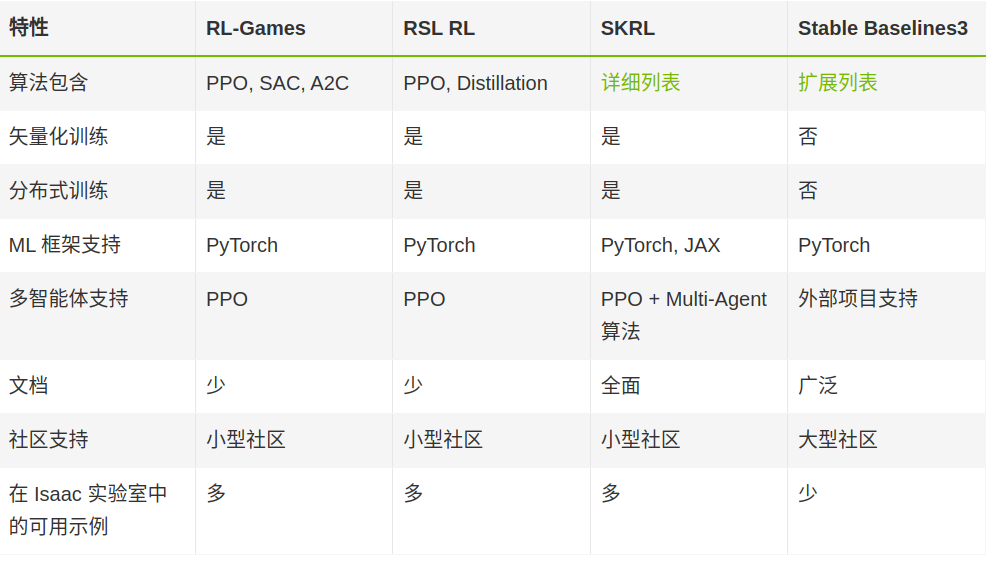 特性 RL-Games RSL RL SKRL Stable Baselines3
算法包含 PPO, SAC, A2C PPO, Distillation 详细列表 扩展列表
矢量化训练 是 是 是 否
分布式训练 是 是 是 否
ML 框架支持 PyTorch PyTorch PyTorch, JAX PyTorch
多智能体支持 PPO PPO PPO + Multi-Agent 外部项目支持
算法
文档 少 少 全面 广泛
社区支持 小型社区 小型社区 小型社区 大型社区
在 Isaac 实验室中 多 多 多 少
的可用示例